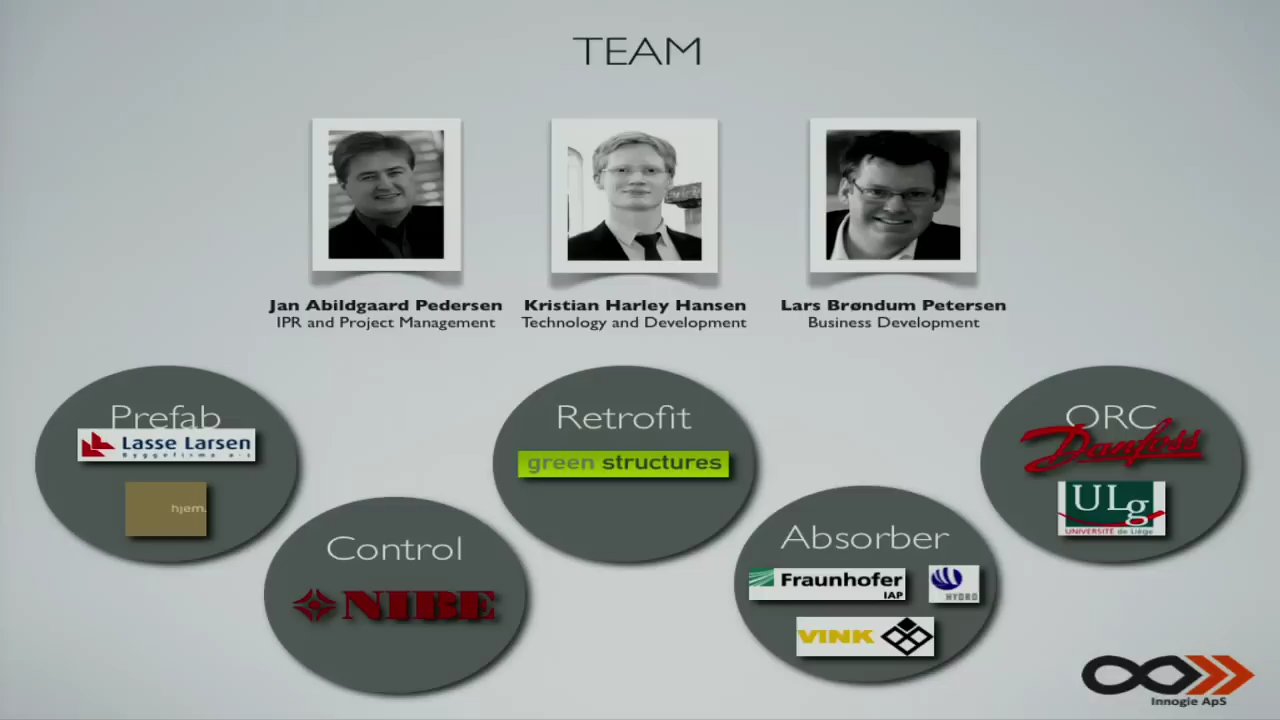 TEAM
Jan Abildgaard Pedersen
IPR and Project Management
Kristian Harley Hansen
Technology and Development
Lars Brøndum Petersen
Business Development
Prefab
Lasse Larsen
Byggefirma a-s
hjem.
Control
NIBE
Retrofit
green structures
Absorber
Fraunhofer
IAP
HYDRO
VINK
ORC
Danfoss
ULg
UNIVERSITÉ de Liège
Innogie ApS